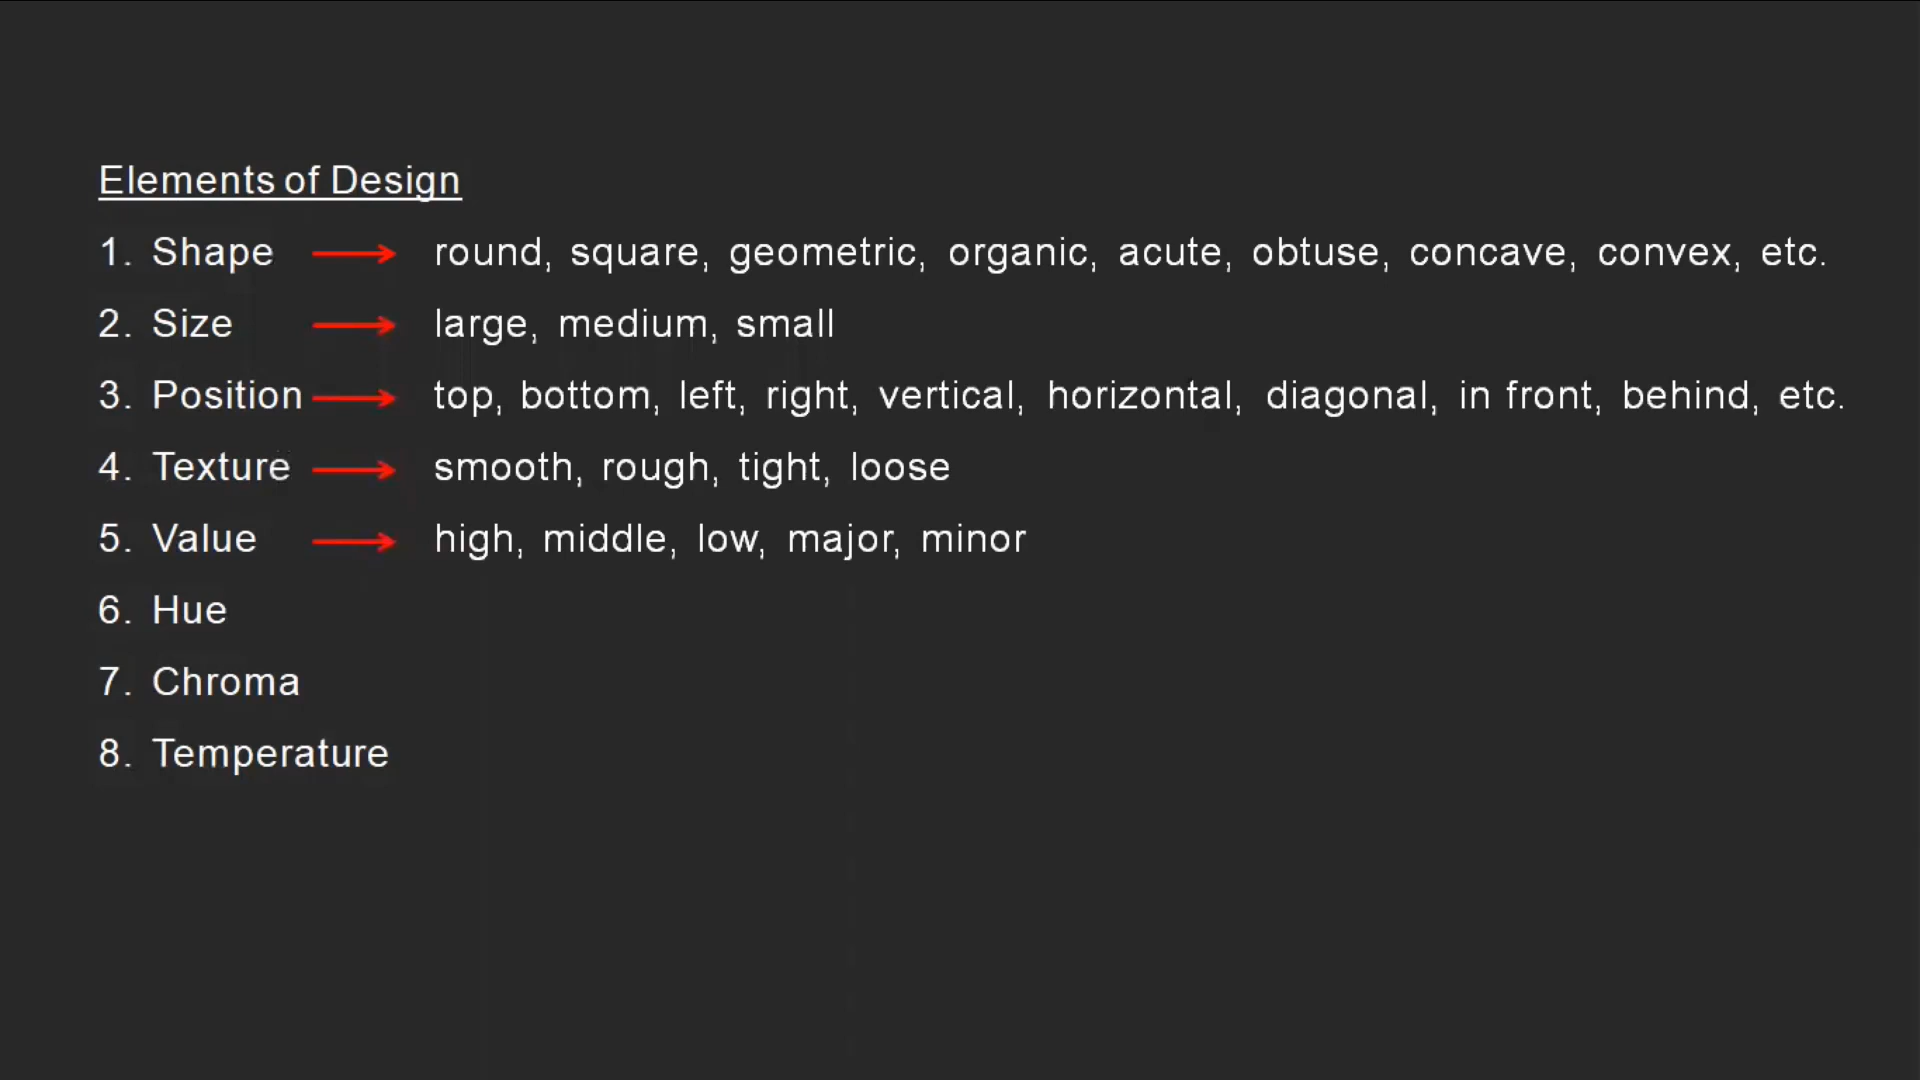 Elements of Design
1. Shape → round, square, geometric, organic, acute, obtuse, concave, convex, etc.
2. Size → large, medium, small
3. Position → top, bottom, left, right, vertical, horizontal, diagonal, in front, behind, etc.
4. Texture → smooth, rough, tight, loose
5. Value → high, middle, low, major, minor
6. Hue
7. Chroma
8. Temperature